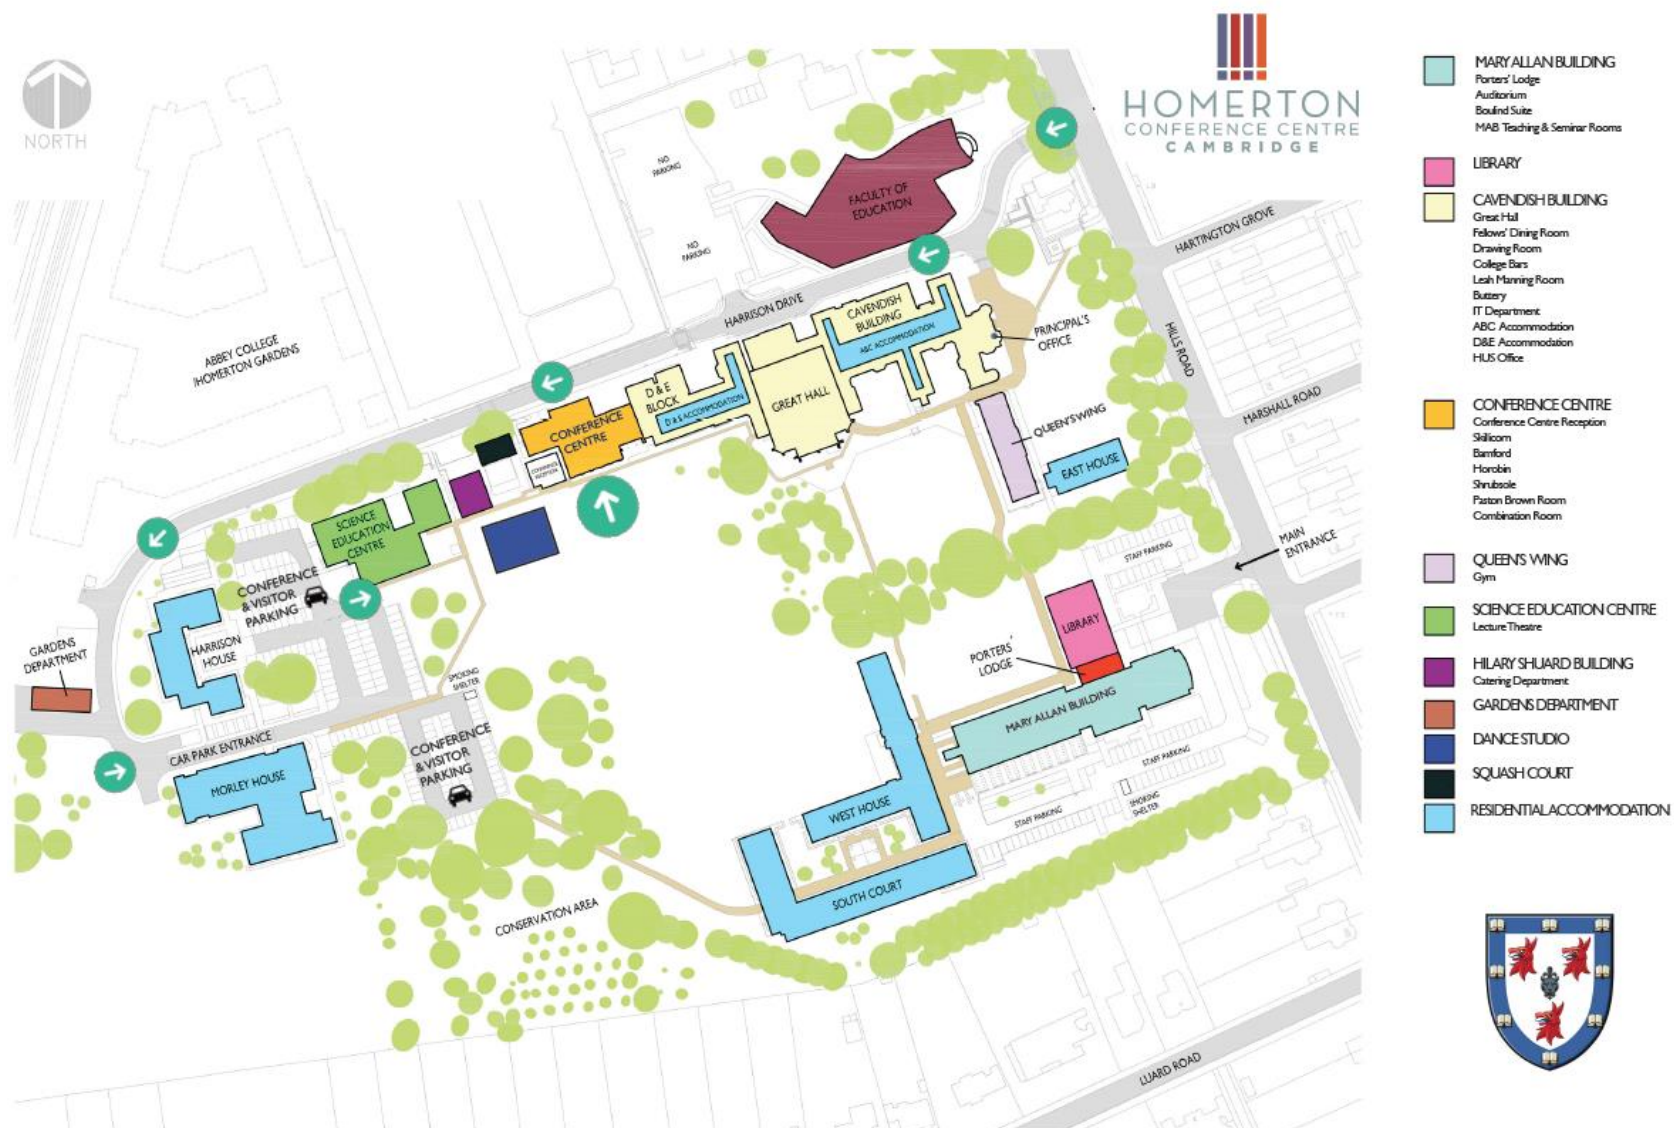 NORTH
HOMERTON
CONFERENCE CENTRE
CAMBRIDGE
NO
PARKING
NO
PARKING
FACULTY OF
EDUCATION
HARTINGTON GROVE
HARRISON DRIVE
CAVENDISH
BUILDING
ABC ACCOMMODATION
PRINCIPAL'S
OFFICE
HILLS ROAD
ABBEY COLLEGE
HOMERTON GARDENS
D & E
BLOCK
D & E ACCOMMODATION
GREAT HALL
MARSHALL ROAD
CONFERENCE
CENTRE
CONFERENCE
RECEPTION
QUEEN'S WING
EAST HOUSE
SCIENCE
EDUCATION
CENTRE
STAFF PARKING
MAIN
ENTRANCE
CONFERENCE
& VISITOR
PARKING
HARRISON
HOUSE
GARDENS
DEPARTMENT
LIBRARY
PORTERS'
LODGE
SMOKING
SHELTER
MARY ALLAN BUILDING
CAR PARK ENTRANCE
CONFERENCE
& VISITOR
PARKING
MORLEY HOUSE
STAFF PARKING
WEST HOUSE
STAFF PARKING
SMOKING
SHELTER
SOUTH COURT
CONSERVATION AREA
LUARD ROAD
MARY ALLAN BUILDING
Porters' Lodge
Auditorium
Boulind Suite
MAB Teaching & Seminar Rooms
LIBRARY
CAVENDISH BUILDING
Great Hall
Fellows' Dining Room
Drawing Room
College Bars
Leah Manning Room
Buttery
IT Department
ABC Accommodation
D&E Accommodation
HUS Office
CONFERENCE CENTRE
Conference Centre Reception
Skillicorn
Bamford
Horobin
Shrubsole
Paston Brown Room
Combination Room
QUEEN'S WING
Gym
SCIENCE EDUCATION CENTRE
Lecture Theatre
HILARY SHUARD BUILDING
Catering Department
GARDENS DEPARTMENT
DANCE STUDIO
SQUASH COURT
RESIDENTIAL ACCOMMODATION